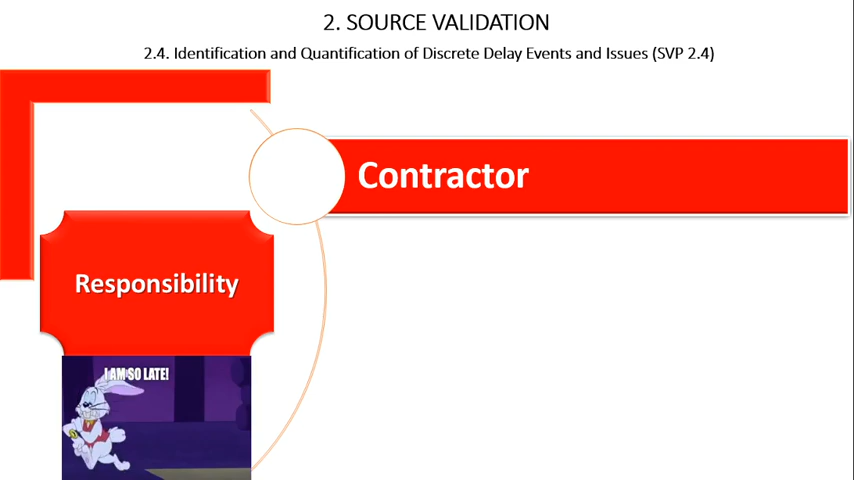 2. SOURCE VALIDATION
2.4. Identification and Quantification of Discrete Delay Events and Issues (SVP 2.4)
Contractor
Responsibility
I AM SO LATE!